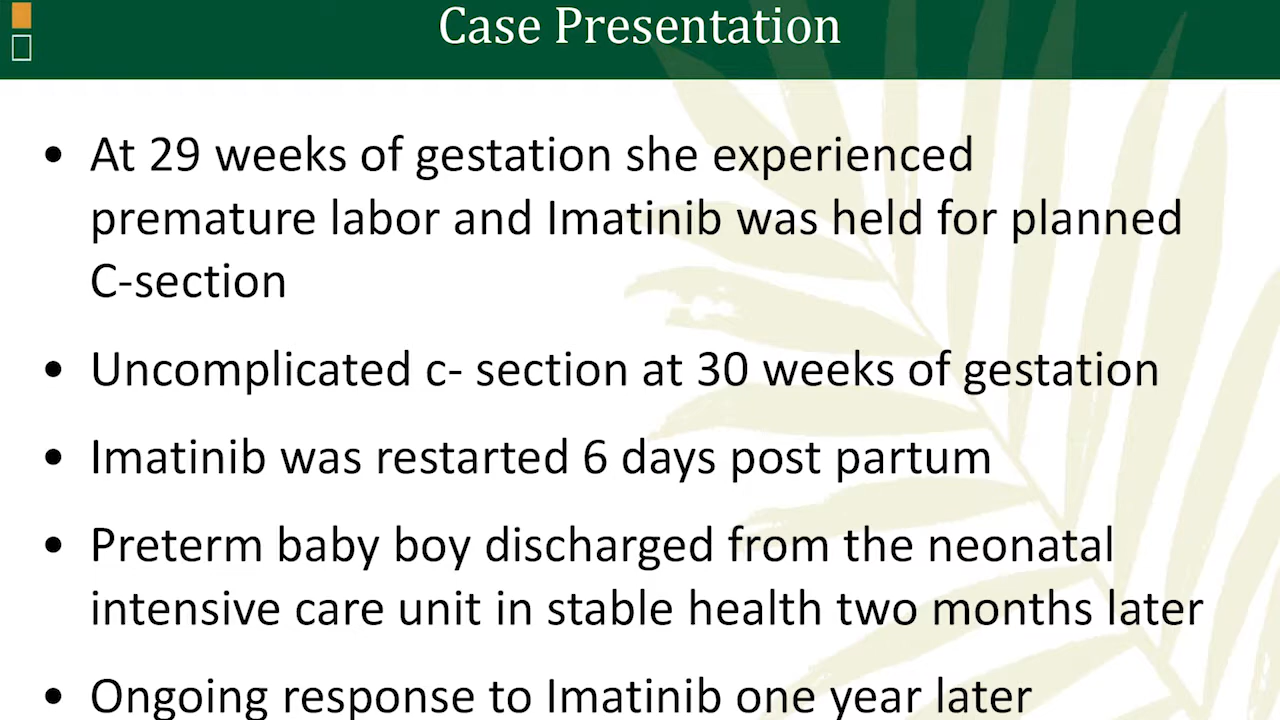 Case Presentation
• At 29 weeks of gestation she experienced
premature labor and Imatinib was held for planned
C-section
• Uncomplicated c- section at 30 weeks of gestation
• Imatinib was restarted 6 days post partum
• Preterm baby boy discharged from the neonatal
intensive care unit in stable health two months later
• Ongoing response to Imatinib one year later